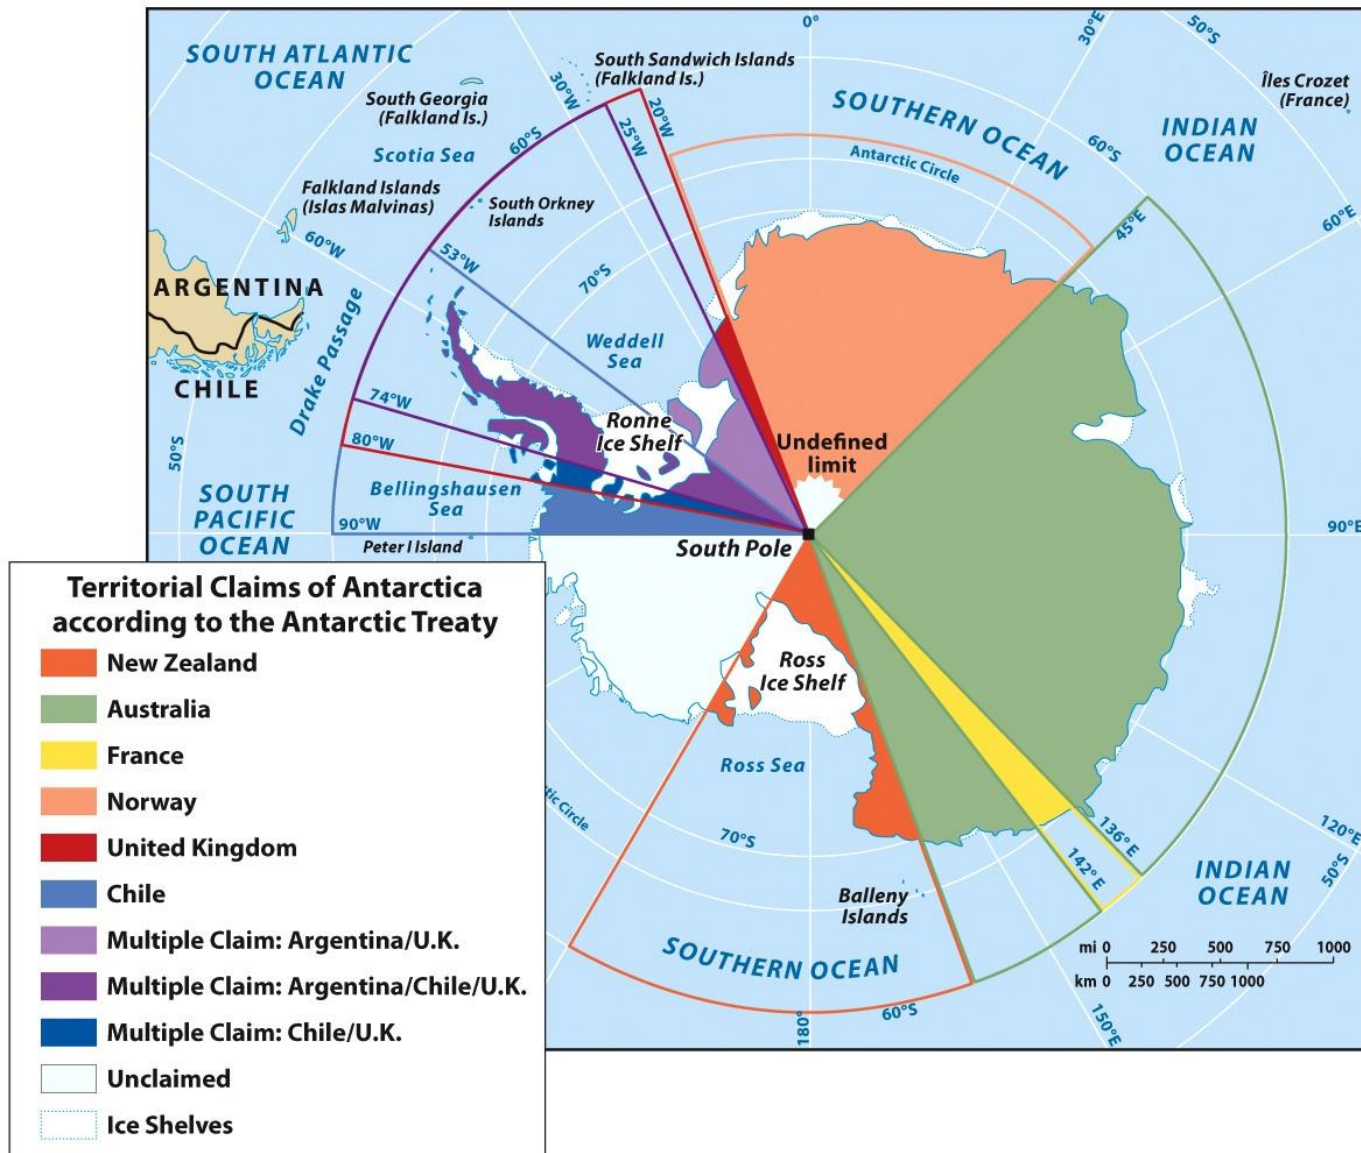 0°
30°E
50°S
SOUTH ATLANTIC
OCEAN
South Sandwich Islands
(Falkland Is.)
Îles Crozet
(France)
South Georgia
(Falkland Is.)
30°W
20°W
25°W
SOUTHERN OCEAN
INDIAN
OCEAN
60°S
60°S
Scotia Sea
Antarctic Circle
Falkland Islands
(Islas Malvinas)
South Orkney
Islands
45°E
60°E
60°W
53°W
70°S
ARGENTINA
Drake Passage
Weddell
Sea
CHILE
74°W
80°W
50°S
Ronne
Ice Shelf
Undefined
limit
Bellingshausen
Sea
SOUTH
PACIFIC
OCEAN
90°W
90°E
Peter I Island
South Pole
Territorial Claims of Antarctica
according to the Antarctic Treaty
New Zealand
Australia
France
Norway
United Kingdom
Chile
Multiple Claim: Argentina/U.K.
Multiple Claim: Argentina/Chile/U.K.
Multiple Claim: Chile/U.K.
Unclaimed
Ice Shelves
Ross
Ice Shelf
Ross Sea
tic Circle
70°S
136°E
142°E
120°E
50°S
INDIAN
OCEAN
Balleny
Islands
SOUTHERN OCEAN
mi 0 250 500 750 1000
km 0 250 500 750 1000
60°S
180°
150°E